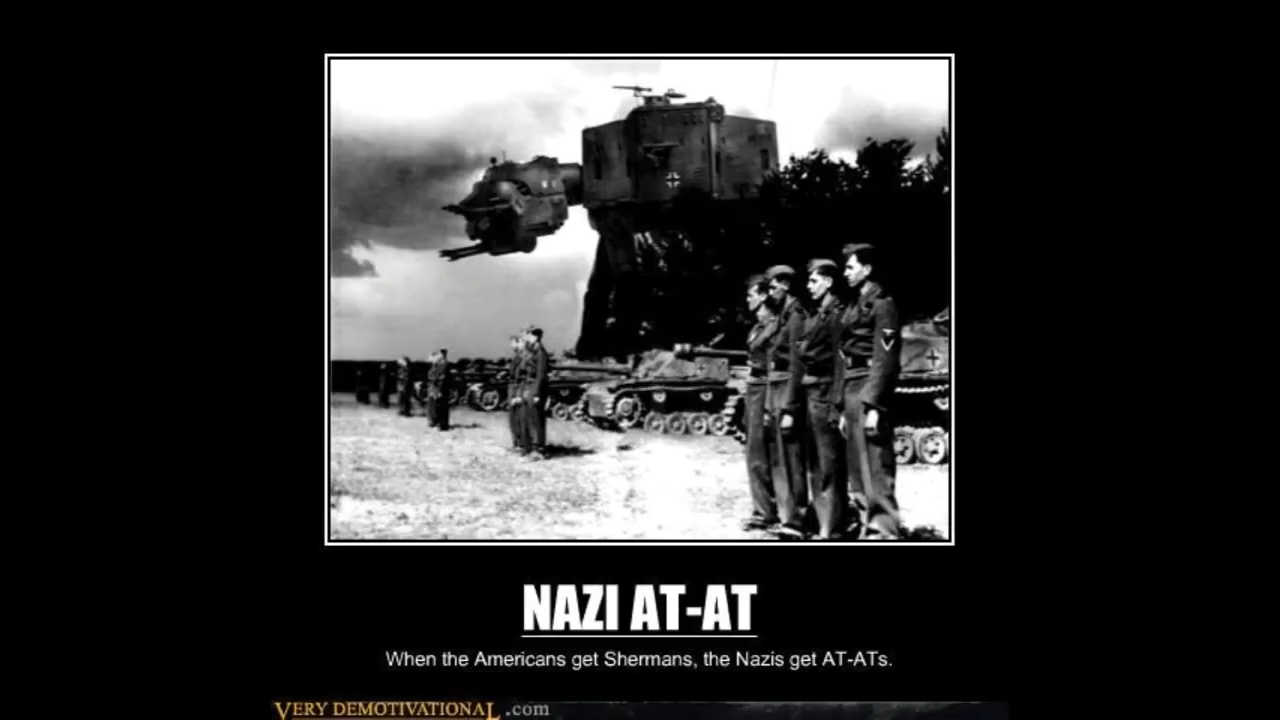 NAZI AT-AT
When the Americans get Shermans, the Nazis get AT-ATs.
VERY DEMOTIVATIONAL .com